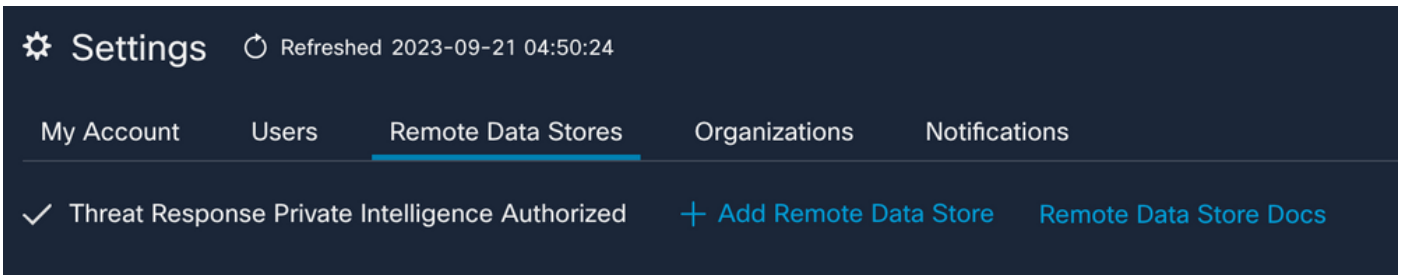 Settings Refreshed 2023-09-21 04:50:24
My Account Users Remote Data Stores Organizations Notifications
Threat Response Private Intelligence Authorized + Add Remote Data Store Remote Data Store Docs